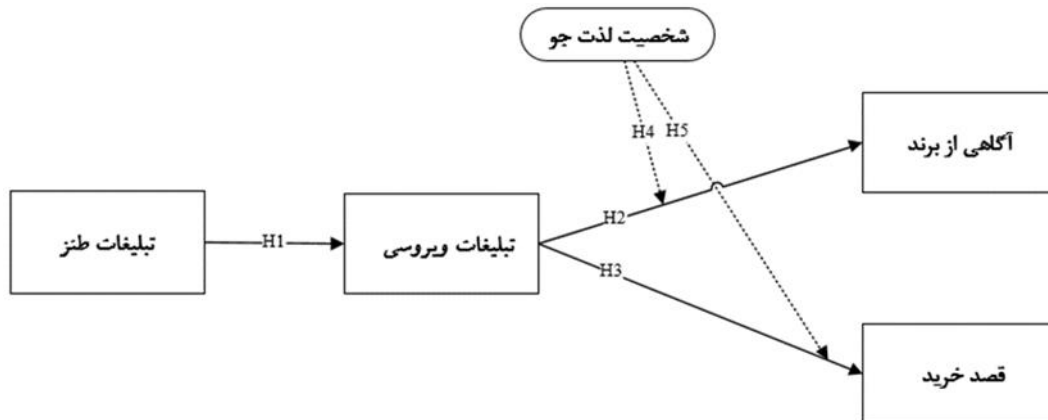 شخصیت لذت جو
H4
H5
آگاهی از برند
تبلیغات طنز
H1
تبلیغات ویروسی
H2
H3
قصد خرید